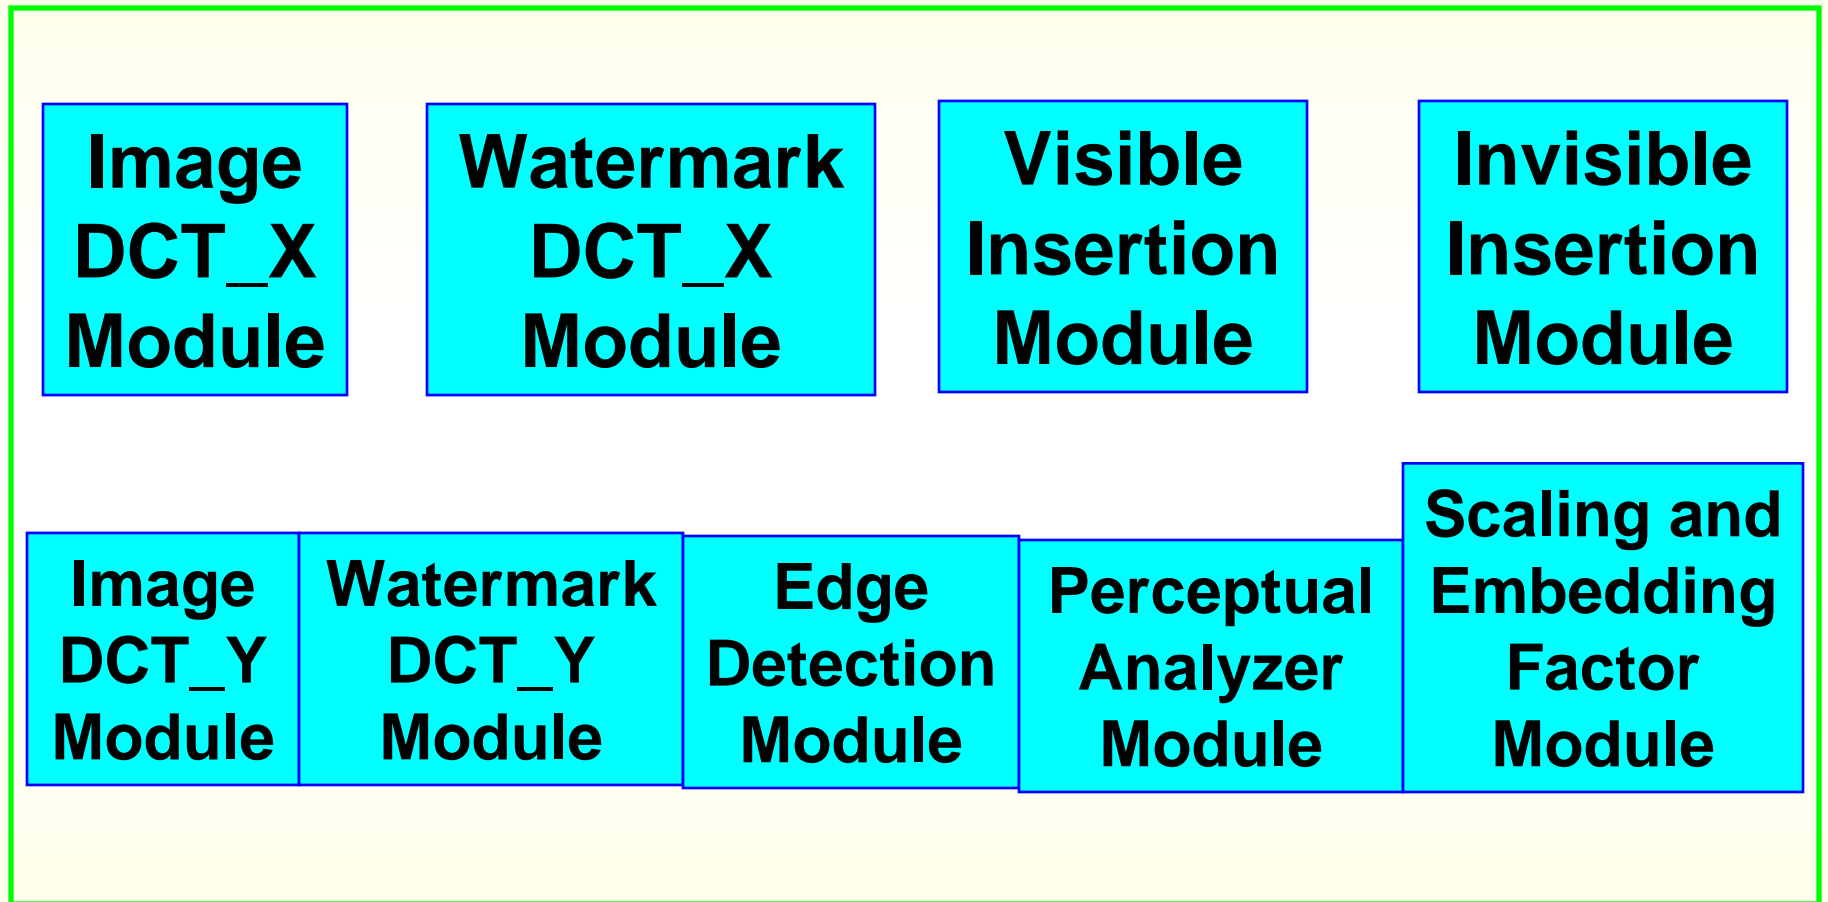 Image
DCT_X
Module
Watermark
DCT_X
Module
Visible
Insertion
Module
Invisible
Insertion
Module
Image
DCT_Y
Module
Watermark
DCT_Y
Module
Edge
Detection
Module
Perceptual
Analyzer
Module
Scaling and
Embedding
Factor
Module